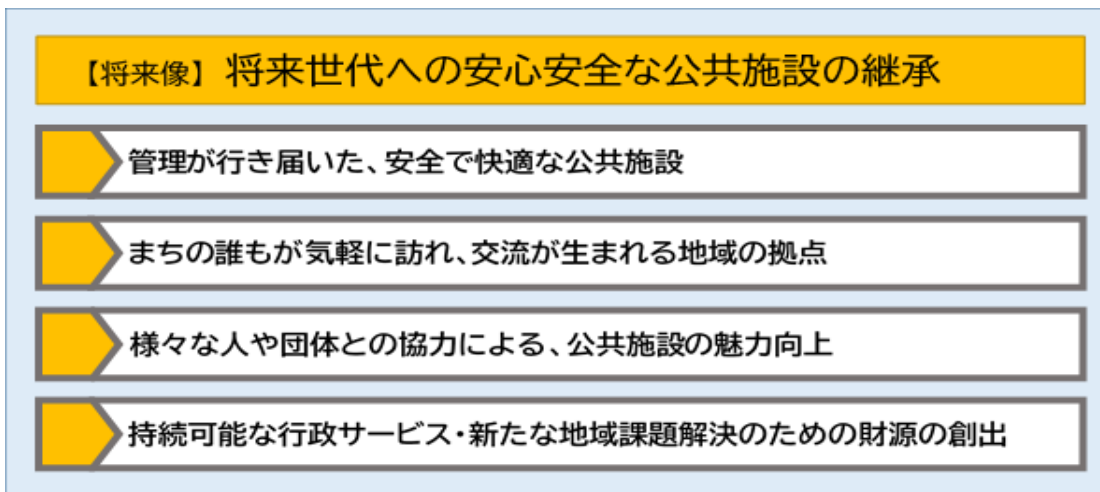 【将来像】 将来世代への安心安全な公共施設の継承
管理が行き届いた、安全で快適な公共施設
まちの誰もが気軽に訪れ、交流が生まれる地域の拠点
様々な人や団体との協力による、公共施設の魅力向上
持続可能な行政サービス・新たな地域課題解決のための財源の創出